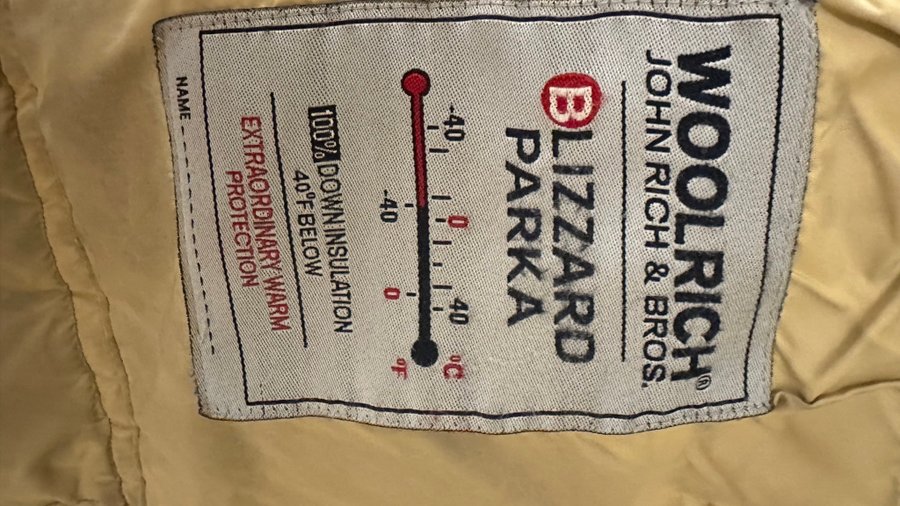 WOOLRICH®
JOHN RICH & BROS.
BLIZZARD
PARKA
-40 0 40 °C
-40 0 °F
100% DOWN INSULATION
40°F BELOW
EXTRAORDINARY WARM
PROTECTION
NAME